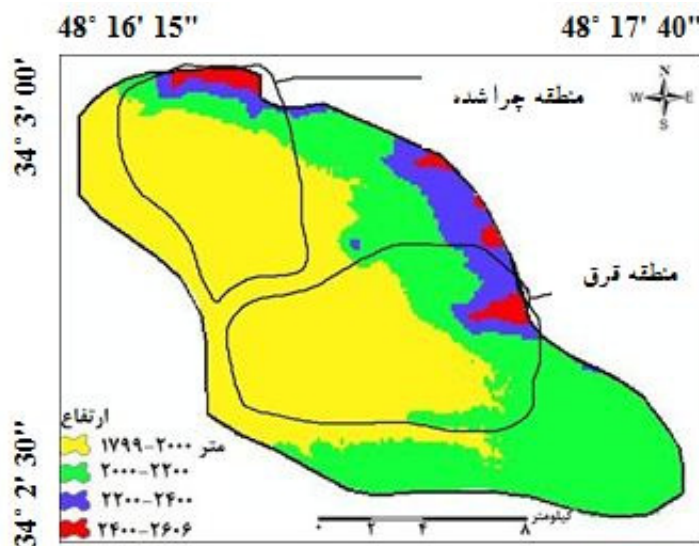 48° 16' 15"
48° 17' 40"
34° 3' 00'
34° 2' 30"
منطقه چرا شده
N
W E
S
منطقه قرق
ارتفاع
۱۷۹۹-۲۰۰۰ متر
۲۰۰۰-۲۲۰۰
۲۲۰۰-۲۴۰۰
۲۴۰۰-۲۶۰۶
کیلومتر
۰ ۲ ۴ ۸